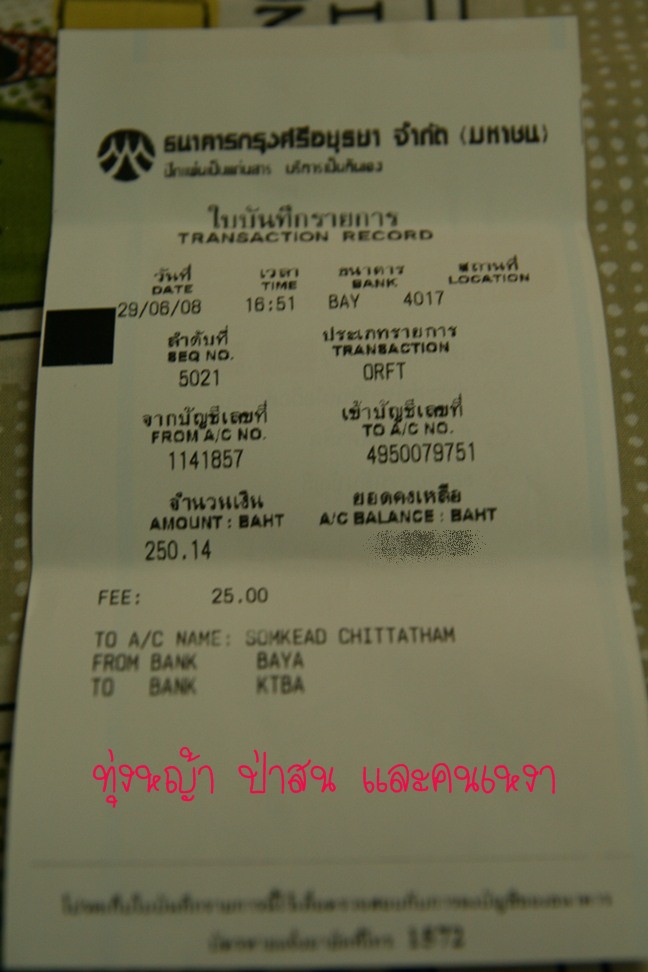 ธนาคารกรุงศรีอยุธยา จำกัด (มหาชน)
ใบบันทึกรายการ
TRANSACTION RECORD
วันที่ เวลา ธนาคาร สถานที่
DATE TIME BANK LOCATION
29/06/08 16:51 BAY 4017
ลำดับที่ ประเภทรายการ
SEQ NO. TRANSACTION
5021 ORFT
จากบัญชีเลขที่ เข้าบัญชีเลขที่
FROM A/C NO. TO A/C NO.
1141857 4950079751
จำนวนเงิน ยอดคงเหลือ
AMOUNT : BAHT A/C BALANCE : BAHT
250.14
FEE: 25.00
TO A/C NAME: SOMKEAD CHITTATHAM
FROM BANK BAYA
TO BANK KTBA
ทุ่งหญ้า ป่าสน และคนเหงา
1572